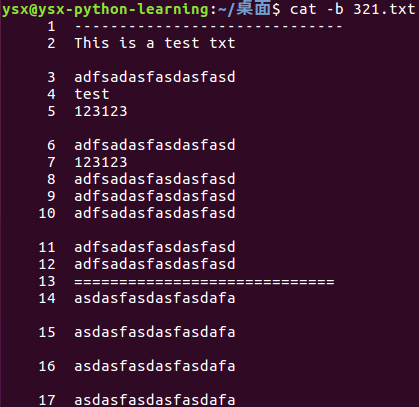 ysx@ysx-python-learning:~/桌面$ cat -b 321.txt
1 ------------------------------
2 This is a test txt
3 adfsadasfasdasfasd
4 test
5 123123
6 adfsadasfasdasfasd
7 123123
8 adfsadasfasdasfasd
9 adfsadasfasdasfasd
10 adfsadasfasdasfasd
11 adfsadasfasdasfasd
12 adfsadasfasdasfasd
13 =============================
14 asdasfasdasfasdafa
15 asdasfasdasfasdafa
16 asdasfasdasfasdafa
17 asdasfasdasfasdafa